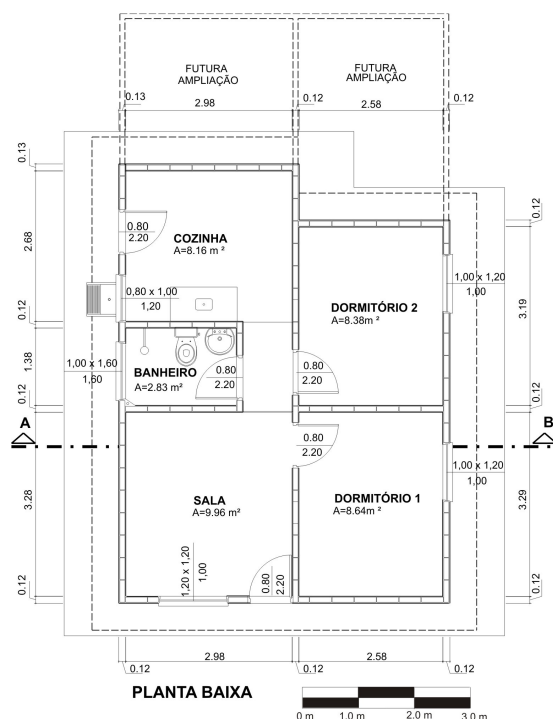 FUTURA
AMPLIAÇÃO
FUTURA
AMPLIAÇÃO
0.13
2.98
0.12
2.58
0.12
0.13
2.68
0.12
1.38
0.12
3.28
0.12
0.80
2.20
COZINHA
A=8.16 m ²
0,80 x 1,00
1,20
1,00 x 1,60
1,60
BANHEIRO
A=2.83 m ²
0.80
2.20
0.12
3.19
0.12
3.29
0.12
1,00 x 1,20
1,00
DORMITÓRIO 2
A=8.38m ²
0.80
2.20
A
B
0.80
2.20
1,00 x 1,20
1,00
SALA
A=9.96 m²
DORMITÓRIO 1
A=8.64m ²
1,20 x 1,20
1,00
0.80
2.20
2.98
2.58
0.12
0.12
0.12
PLANTA BAIXA
0 m 1.0 m 2.0 m 3.0 m